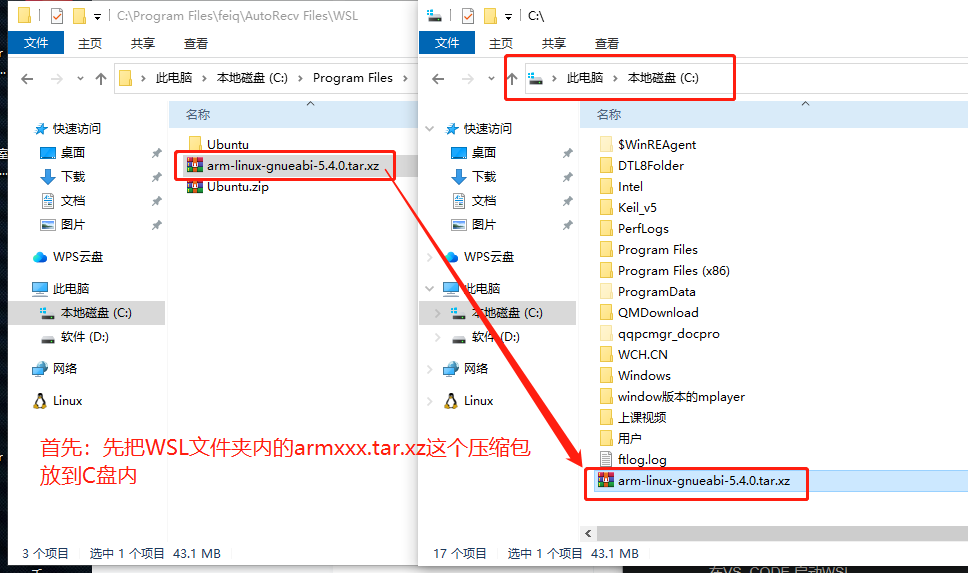 C:\Program Files\feiq\AutoRecv Files\WSL
文件 主页 共享 查看
此电脑 本地磁盘 (C:) Program Files
名称
快速访问
桌面
下载
文档
图片
WPS云盘
此电脑
本地磁盘 (C:)
软件 (D:)
网络
Linux
Ubuntu
arm-linux-gnueabi-5.4.0.tar.xz
Ubuntu.zip
3 个项目 选中 1 个项目 43.1 MB
C:\
文件 主页 共享 查看
此电脑 本地磁盘 (C:)
名称
快速访问
桌面
下载
文档
图片
WPS云盘
此电脑
本地磁盘 (C:)
软件 (D:)
网络
Linux
$WinREAgent
DTL8Folder
Intel
Keil_v5
PerfLogs
Program Files
Program Files (x86)
ProgramData
QMDownload
qqpcmgr_docpro
WCH.CN
Windows
window版本的mplayer
上课视频
用户
ftlog.log
arm-linux-gnueabi-5.4.0.tar.xz
17 个项目 选中 1 个项目 43.1 MB
首先：先把WSL文件夹内的armxxx.tar.xz这个压缩包
放到C盘内
在VS CODE 启动WSL